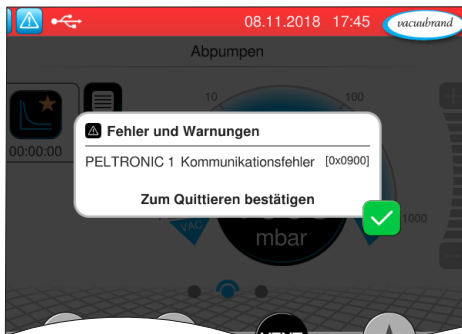 08.11.2018 17:45 vacuubrand
Abpumpen
10 100
Fehler und Warnungen
00:00:00
PELTRONIC 1 Kommunikationsfehler [0x0900]
Zum Quittieren bestätigen
VAC 1000
mbar